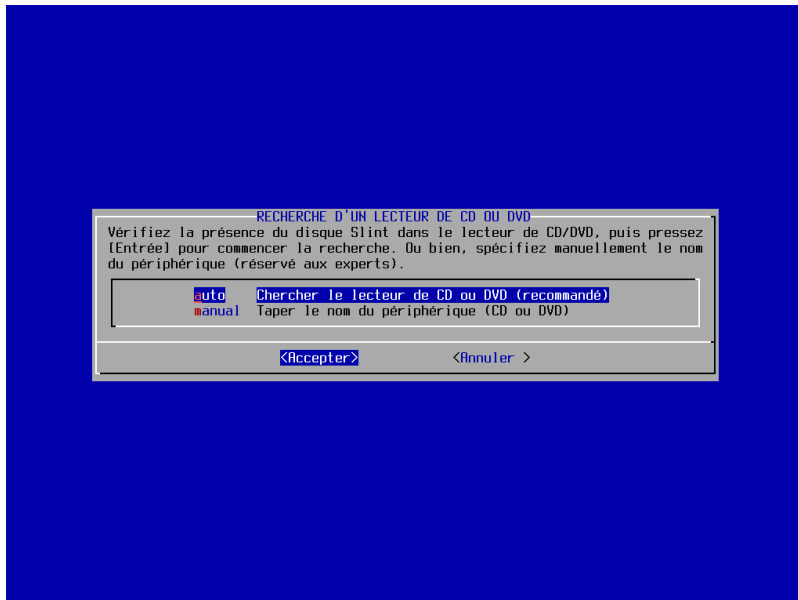 RECHERCHE D'UN LECTEUR DE CD OU DVD
Vérifiez la présence du disque Slint dans le lecteur de CD/DVD, puis pressez
[Entrée] pour commencer la recherche. Ou bien, spécifiez manuellement le nom
du périphérique (réservé aux experts).
auto Chercher le lecteur de CD ou DVD (recommandé)
manual Taper le nom du périphérique (CD ou DVD)
<Accepter> <Annuler >